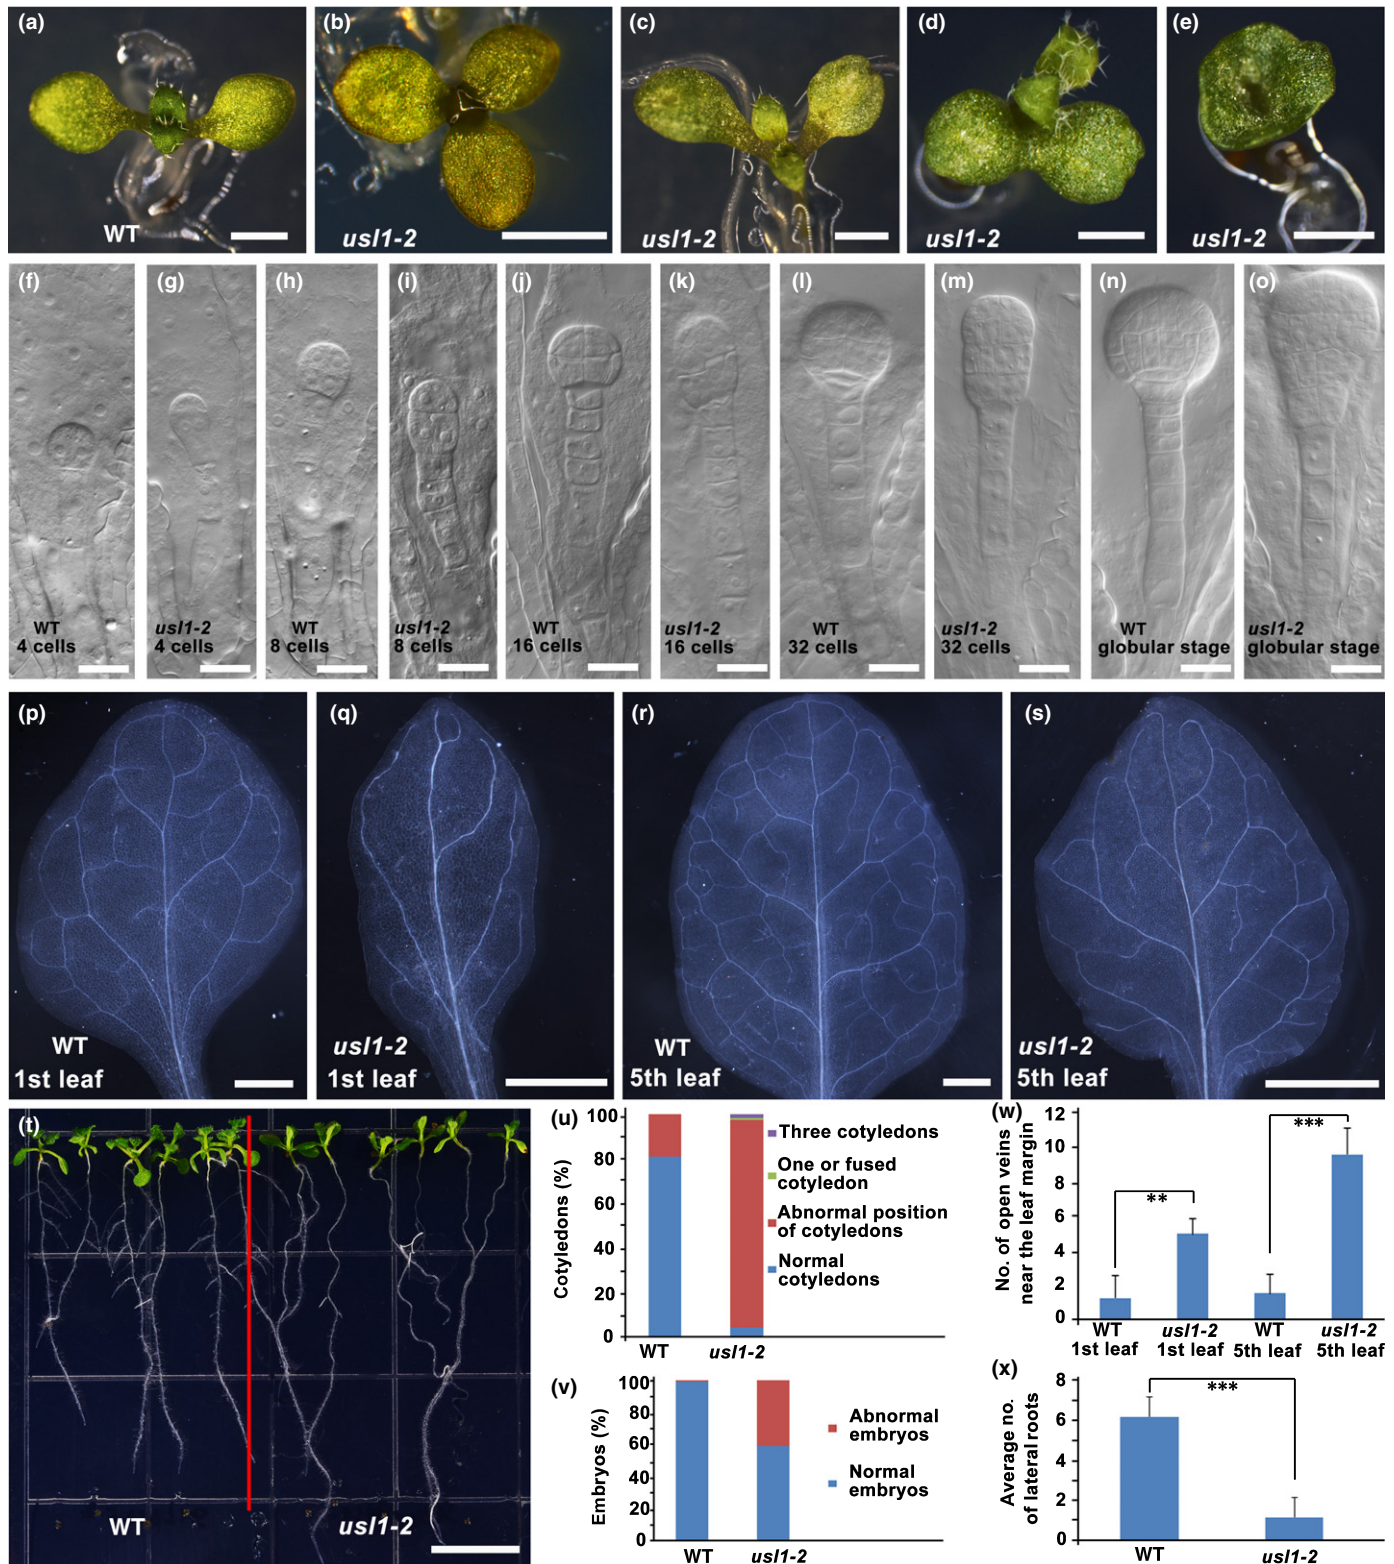 (a)
WT
(b)
usl1-2
(c)
usl1-2
(d)
usl1-2
(e)
usl1-2
(f)
WT
4 cells
(g)
usl1-2
4 cells
(h)
WT
8 cells
(i)
usl1-2
8 cells
(j)
WT
16 cells
(k)
usl1-2
16 cells
(l)
WT
32 cells
(m)
usl1-2
32 cells
(n)
WT
globular stage
(o)
usl1-2
globular stage
(p)
WT
1st leaf
(q)
usl1-2
1st leaf
(r)
WT
5th leaf
(s)
usl1-2
5th leaf
(t)
WT
usl1-2
(u)
Cotyledons (%)
100
80
60
40
20
0
WT
usl1-2
Three cotyledons
One or fused
cotyledon
Abnormal position
of cotyledons
Normal
cotyledons
(v)
Embryos (%)
100
80
60
40
20
0
WT
usl1-2
Abnormal
embryos
Normal
embryos
(w)
No. of open veins
near the leaf margin
12
10
8
6
4
2
0
**
***
WT
1st leaf
usl1-2
1st leaf
WT
5th leaf
usl1-2
5th leaf
(x)
Average no.
of lateral roots
8
6
4
2
0
***
WT
usl1-2